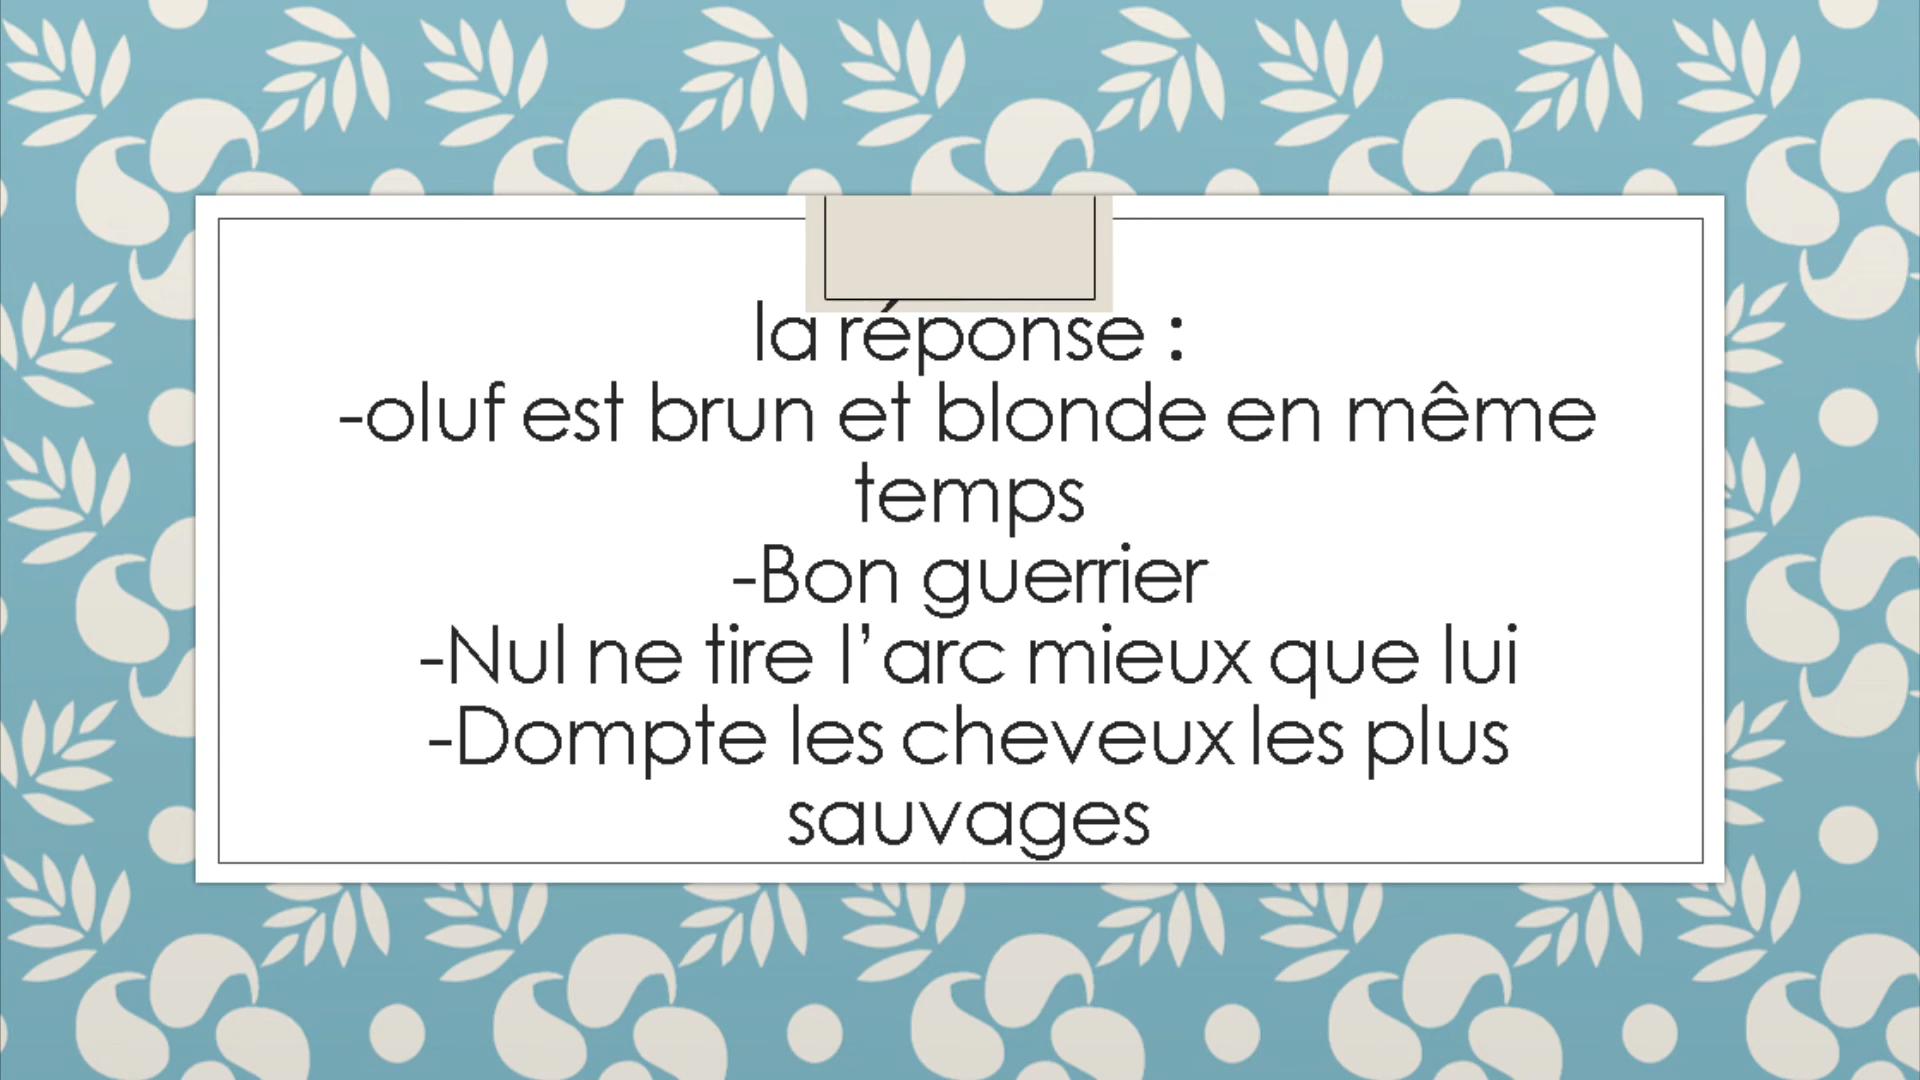 la réponse :
-oluf est brun et blonde en même
temps
-Bon guerrier
-Nul ne tire l’arc mieux que lui
-Dompte les cheveux les plus
sauvages